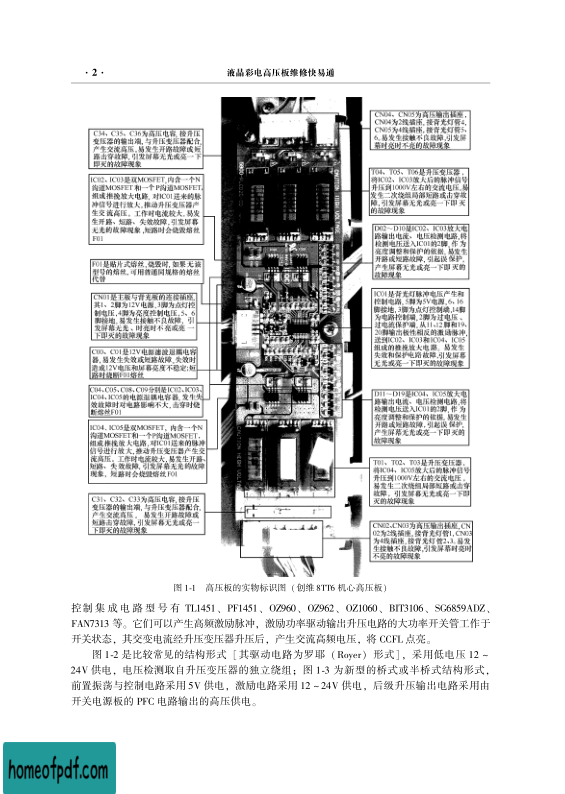 · 2 ·
液晶彩电高压板维修快易通
C34、C35、C36为高压电容,接升压
变压器的输出端,与升压变压器配合,
产生交流高压,易发生开路故障或短
路击穿故障,引发屏幕无光或亮一下
即灭的故障现象
IC02、IC03是双MOSFET,内含一个N
沟道MOSFET和一个P沟道MOSFET,
组成推挽放大电路,对IC01送来的脉
冲信号进行放大,推动升压变压器产
生交流高压。工作时电流较大,易发
生开路、短路、失效故障,引发屏幕
无光的故障现象,短路时会烧毁熔丝
F01
F01是贴片式熔丝,烧毁时,如果无该
型号的熔丝,可用普通同规格的熔丝
代替
CN01是主板与背光板的连接插座,
其1、2脚为12V电源,3脚为点灯控
制电压,4脚为亮度控制电压,5、6
脚接地,易发生接触不良故障,引
发屏幕无光、时亮时不亮或亮一
下即灭的故障现象
C00、C01是12V电源滤波退耦电容
器,易发生失效或短路故障,失效时
造成12V电压和屏幕亮度不稳定;短
路时烧断F01熔丝
C04、C05、C08、C09分别是IC02、IC03、
IC04、IC05的电源退耦电容器,发生失
效故障时对电路影响不大,击穿时烧
断熔丝F01
IC04、IC05是双MOSFET,内含一个N
沟道MOSFET和一个P沟道MOSFET,
组成推挽放大电路,对IC01送来的脉冲
信号进行放大,推动升压变压器产生交
流高压。工作时电流较大,易发生开路、
短路、失效故障,引发屏幕无光的故障
现象,短路时会烧毁熔丝F01
C31、C32、C33为高压电容,接升压
变压器的输出端,与升压变压器配合,
产生交流高压,易发生开路故障或
短路击穿故障,引发屏幕无光或亮一
下即灭的故障现象
CN04、CN05为高压输出插座,
CN04为2线插座,接背光灯管4,
CN05为4线插座,接背光灯管5、
6,易发生接触不良故障,引发屏
幕时亮时不亮的故障现象
T04、T05、T06是升压变压器,
将IC02、IC03放大后的脉冲信号
升压到1000V左右的交流电压,易
发生二次绕组局部短路或击穿故
障,引发屏幕无光或亮一下即灭
的故障现象
D02~D10是IC02、IC03放大电
路输出电流、电压检测电路,将
检测电压送入IC01的2脚,作为
亮度调整和保护的依据,易发生
开路或短路故障,引起误保护,
产生屏幕无光或亮一下即灭的
故障现象
IC01是背光灯脉冲电压产生和
控制电路,5脚为5V电源,6、16
脚接地,3脚为点灯控制端,14脚
为电路控制端,2脚为过电压、
过电流保护端,从11、12脚和19、
20脚输出极性相反的激励脉冲,
送到IC02、IC03和IC04、IC05
组成的推挽放大电路,易发生
失效和保护电路故障,引发屏幕
无光或亮一下即灭的故障现象
D11~D19是IC04、IC05放大电
路输出电流、电压检测电路,将
检测电压送入IC01的2脚,作为
亮度调整和保护的依据,易发生
开路或短路故障,引起误保护,
产生屏幕无光或亮一下即灭的
故障现象
T01、T02、T03是升压变压器,
将IC04、IC05放大后的脉冲信号
升压到1000V左右的交流电压,
易发生二次绕组局部短路或击穿
故障,引发屏幕无光或亮一下即
灭的故障现象
CN02、CN03为高压输出插座,CN
02为2线插座,接背光灯管1,CN03
为4线插座,接背光灯管2、3,易发
生接触不良故障,引发屏幕时亮时
不亮的故障现象
图 1-1 高压板的实物标识图(创维 8TT6 机心高压板)
控制集成电路型号有 TL1451、PF1451、OZ960、OZ962、OZ1060、BIT3106、SG6859ADZ、
FAN7313 等。它们可以产生高频激励脉冲,激励功率驱动输出升压电路的大功率开关管工作于
开关状态,其交变电流经升压变压器升压后,产生交流高频电压,将 CCFL 点亮。
图 1-2 是比较常见的结构形式[其驱动电路为罗耶(Royer)形式],采用低电压 12 ~
24V 供电,电压检测取自升压变压器的独立绕组;图 1-3 为新型的桥式或半桥式结构形式,
前置振荡与控制电路采用 5V 供电,激励电路采用 12 ~ 24V 供电,后级升压输出电路采用由
开关电源板的 PFC 电路输出的高压供电。
homeofpdf.com